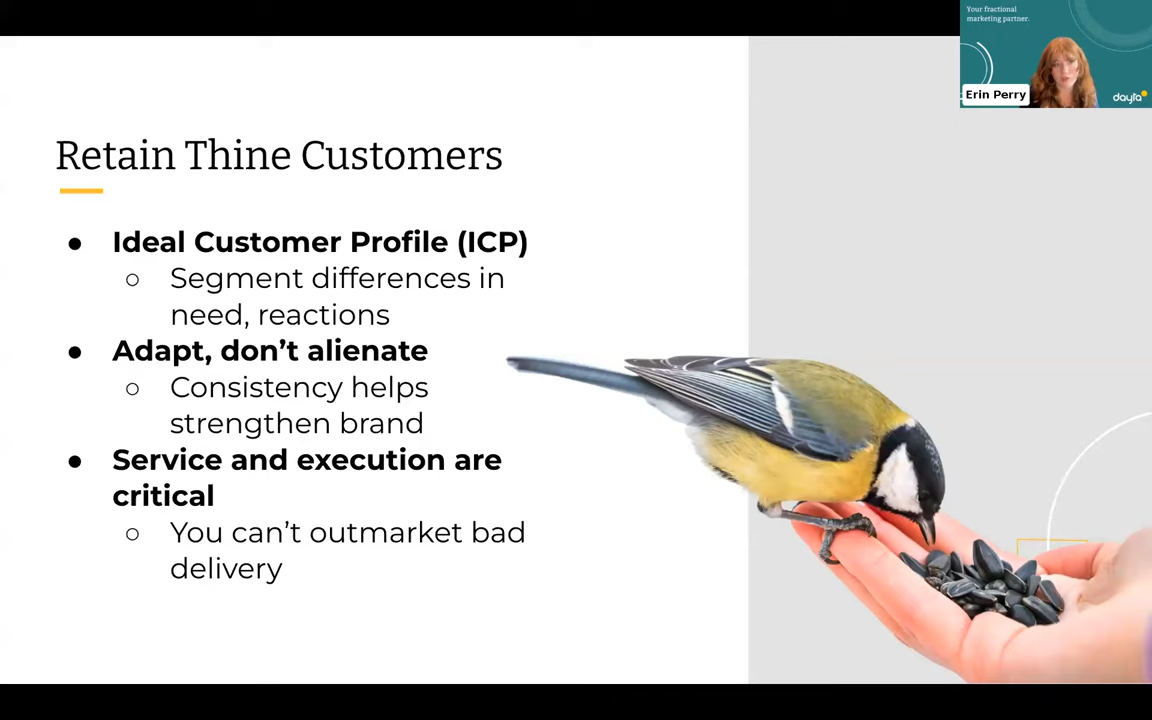 Your fractional
marketing partner.
Erin Perry
dayta
Retain Thine Customers
● Ideal Customer Profile (ICP)
○ Segment differences in
need, reactions
● Adapt, don’t alienate
○ Consistency helps
strengthen brand
● Service and execution are
critical
○ You can’t outmarket bad
delivery